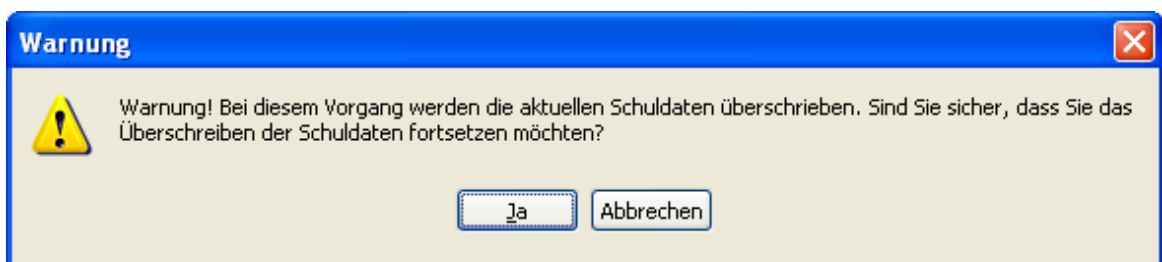 Warnung
Warnung! Bei diesem Vorgang werden die aktuellen Schuldaten überschrieben. Sind Sie sicher, dass Sie das
Überschreiben der Schuldaten fortsetzen möchten?
Ja
Abbrechen